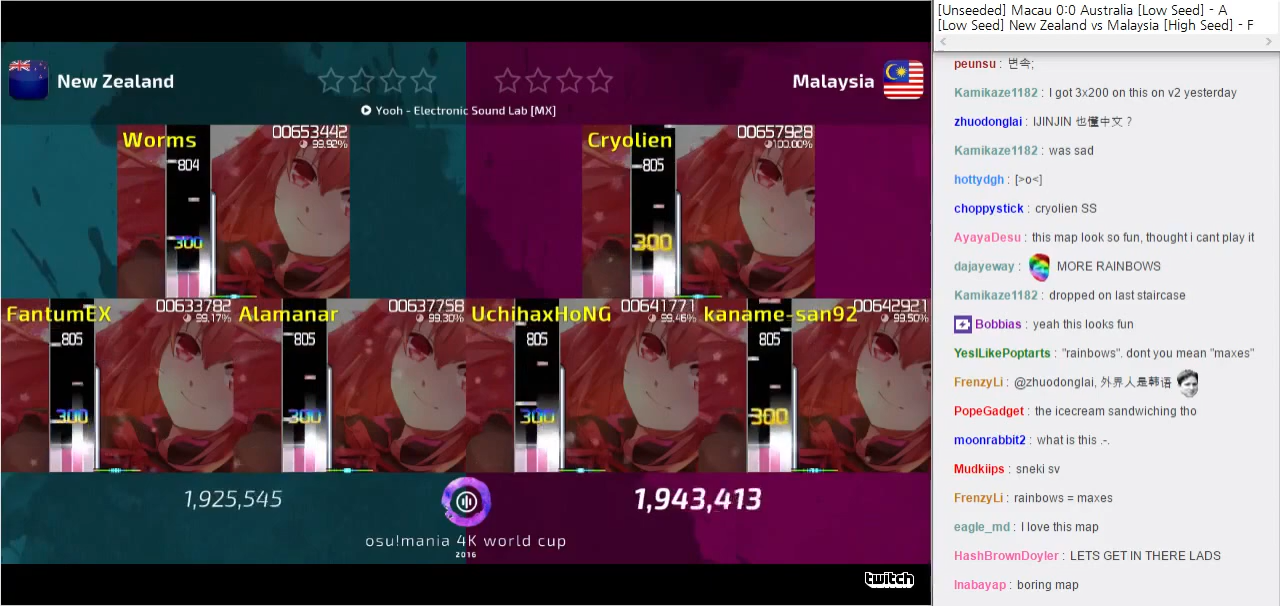 [Unseeded] Macau 0:0 Australia [Low Seed] - A
[Low Seed] New Zealand vs Malaysia [High Seed] - F
New Zealand
Malaysia
Yooh - Electronic Sound Lab [MX]
Worms
00653442
99.92%
804
300
Cryolien
00657928
100.00%
805
300
FantumEX
00633782
99.17%
805
300
Alamanar
00637758
99.30%
805
300
UchihaxHoNG
00641771
99.46%
805
300
kaname-san92
00642921
99.50%
805
300
1,925,545
1,943,413
osu!mania 4K world cup
2016
twitch
peunsu : 변속;
Kamikaze1182 : I got 3x200 on this on v2 yesterday
zhuodonglai : IJINJIN 也懂中文 ?
Kamikaze1182 : was sad
hottydgh : [>o<]
choppystick : cryolien SS
AyayaDesu : this map look so fun, thought i cant play it
dajayeway : MORE RAINBOWS
Kamikaze1182 : dropped on last staircase
Bobbias : yeah this looks fun
YesILikePoptarts : "rainbows". dont you mean "maxes"
FrenzyLi : @zhuodonglai, 外界人是韩语
PopeGadget : the icecream sandwiching tho
moonrabbit2 : what is this .-.
Mudkiips : sneki sv
FrenzyLi : rainbows = maxes
eagle_md : I love this map
HashBrownDoyler : LETS GET IN THERE LADS
Inabayap : boring map